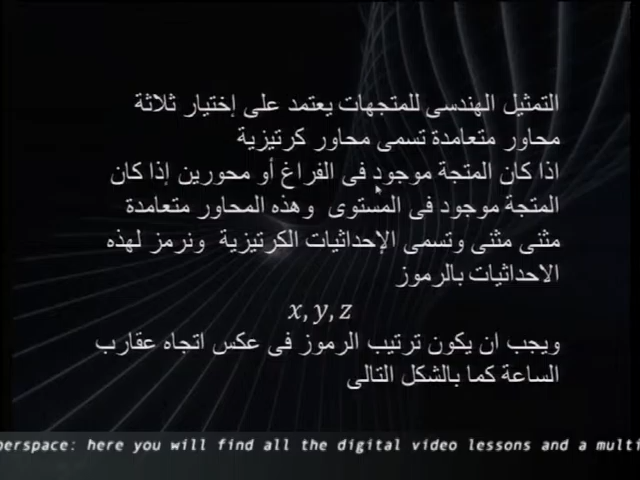 التمثيل الهندسى للمتجهات يعتمد على إختيار ثلاثة
محاور متعامدة تسمى محاور كرتيزية
اذا كان المتجة موجود فى الفراغ أو محورين إذا كان
المتجة موجود فى المستوى وهذه المحاور متعامدة
مثنى مثنى وتسمى الإحداثيات الكرتيزية ونرمز لهذه
الاحداثيات بالرموز
x, y, z
ويجب ان يكون ترتيب الرموز فى عكس اتجاه عقارب
الساعة كما بالشكل التالى
perspace: here you will find all the digital video lessons and a multi